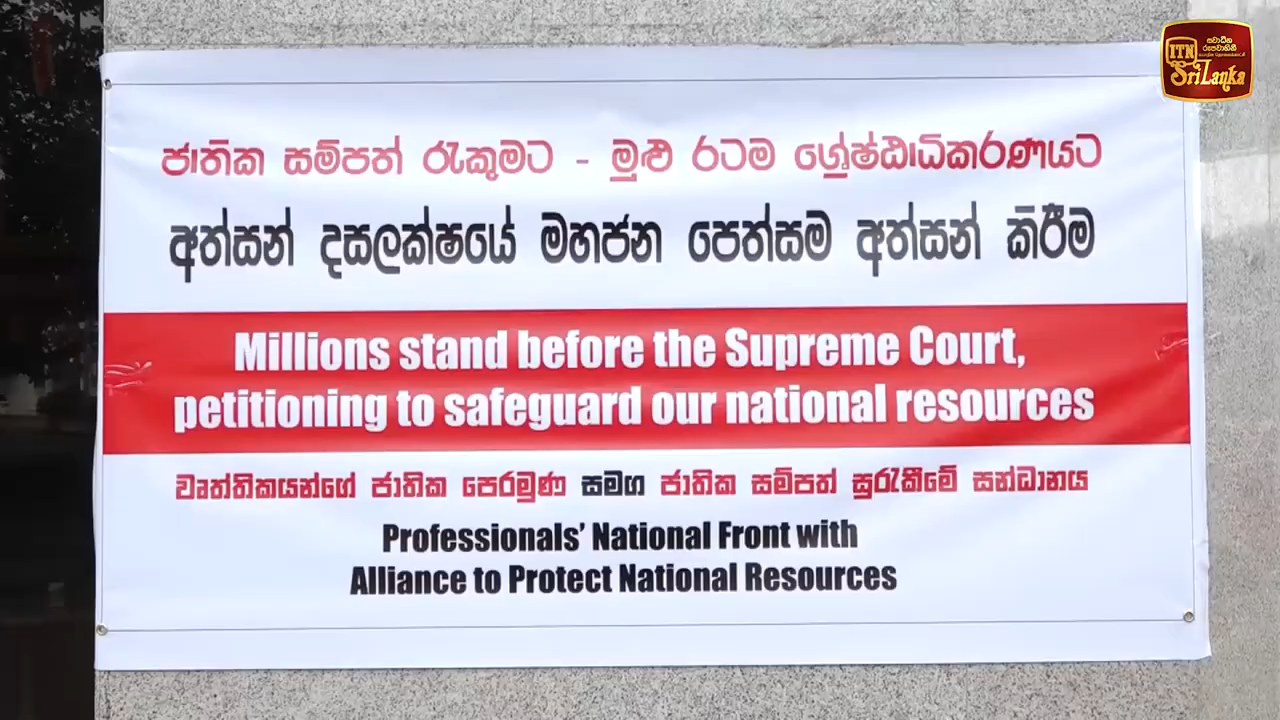 ITN
ස්වාධීන
රූපවාහිනී
Sri Lanka
ජාතික සම්පත් රැකුමට - මුළු රටම ශ්‍රේෂ්ඨාධිකරණයට
අත්සන් දසලක්ෂයේ මහජන පෙත්සම අත්සන් කිරීම
Millions stand before the Supreme Court,
petitioning to safeguard our national resources
වෘත්තිකයන්ගේ ජාතික පෙරමුණ සමග ජාතික සම්පත් සුරැකීමේ සන්ධානය
Professionals’ National Front with
Alliance to Protect National Resources